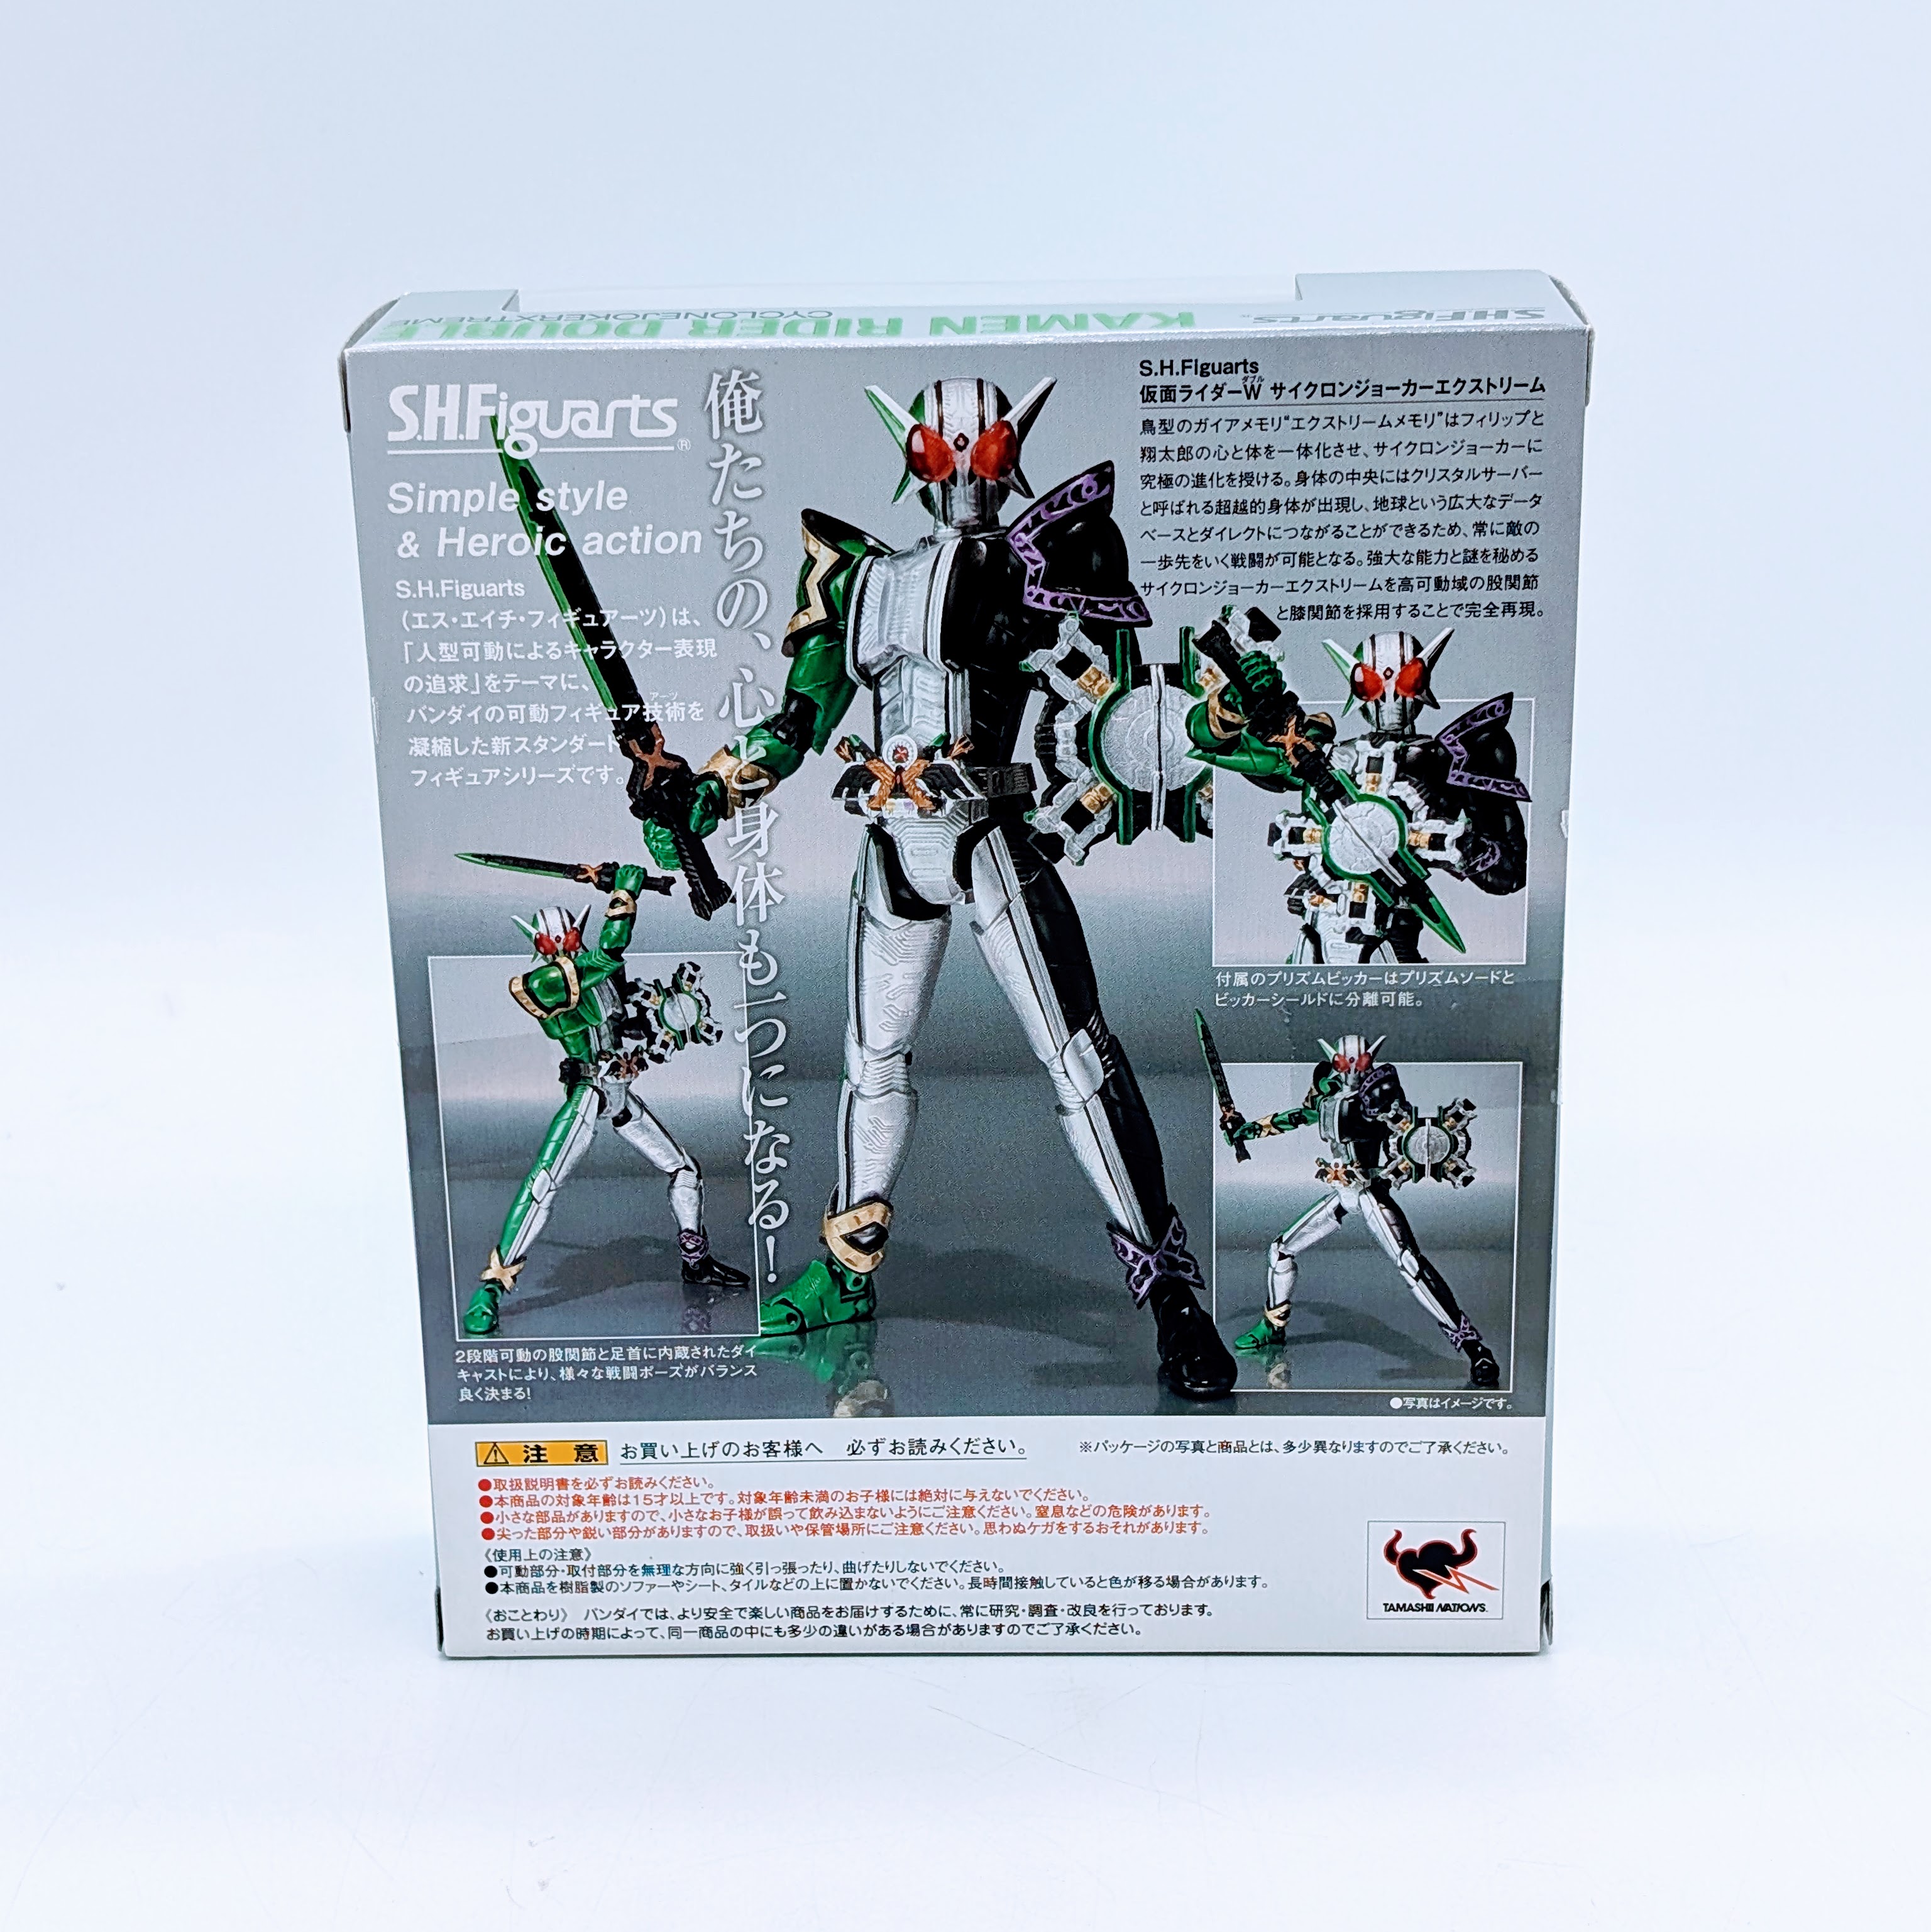 S.H.Figuarts KAMEN RIDER DOUBLE
CYCLONEJOKERXTREME
S.H.Figuarts®
Simple style
& Heroic action
S.H.Figuarts
(エス・エイチ・フィギュアーツ)は、
「人型可動によるキャラクター表現
の追求」をテーマに、
バンダイの可動フィギュア技術を
アーツ
凝縮した新スタンダード
フィギュアシリーズです。
俺たちの、心と身体も一つになる!
S.H.Figuarts
仮面ライダーW サイクロンジョーカーエクストリーム
ダブル
鳥型のガイアメモリ“エクストリームメモリ”はフィリップと
翔太郎の心と体を一体化させ、サイクロンジョーカーに
究極の進化を授ける。身体の中央にはクリスタルサーバー
と呼ばれる超越的身体が出現し、地球という広大なデータ
ベースとダイレクトにつながることができるため、常に敵の
一歩先をいく戦闘が可能となる。強大な能力と謎を秘める
サイクロンジョーカーエクストリームを高可動域の股関節
と膝関節を採用することで完全再現。
付属のプリズムビッカーはプリズムソードと
ビッカーシールドに分離可能。
2段階可動の股関節と足首に内蔵されたダイ
キャストにより、様々な戦闘ポーズがバランス
良く決まる!
●写真はイメージです。
注 意 お買い上げのお客様へ 必ずお読みください。
※パッケージの写真と商品とは、多少異なりますのでご了承ください。
●取扱説明書を必ずお読みください。
●本商品の対象年齢は15才以上です。対象年齢未満のお子様には絶対に与えないでください。
●小さな部品がありますので、小さなお子様が誤って飲み込まないようにご注意ください。窒息などの危険があります。
●尖った部分や鋭い部分がありますので、取扱いや保管場所にご注意ください。思わぬケガをするおそれがあります。
《使用上の注意》
●可動部分・取付部分を無理な方向に強く引っ張ったり、曲げたりしないでください。
●本商品を樹脂製のソファーやシート、タイルなどの上に置かないでください。長時間接触していると色が移る場合があります。
《おことわり》 バンダイでは、より安全で楽しい商品をお届けするために、常に研究・調査・改良を行っております。
お買い上げの時期によって、同一商品の中にも多少の違いがある場合がありますのでご了承ください。
TAMASHII NATIONS.